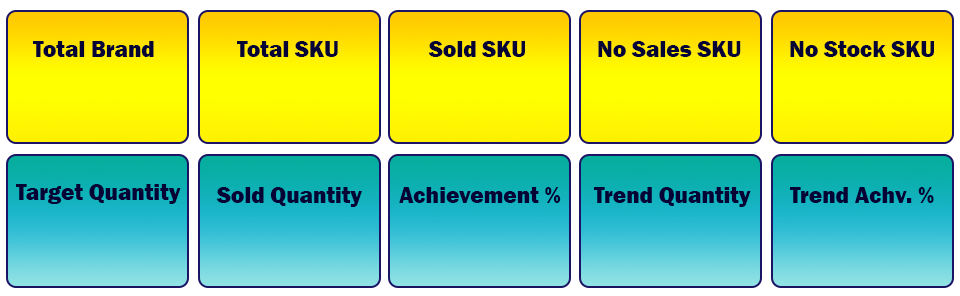 Total Brand
Total SKU
Sold SKU
No Sales SKU
No Stock SKU
Target Quantity
Sold Quantity
Achievement %
Trend Quantity
Trend Achv. %